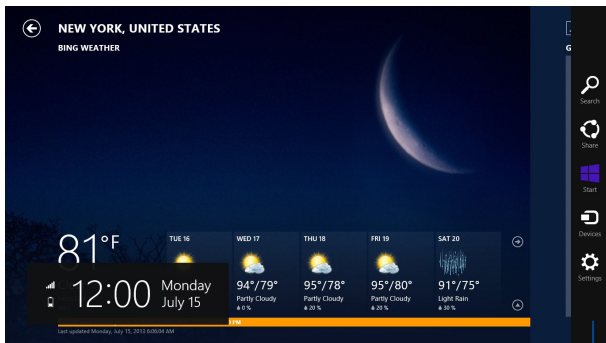 NEW YORK, UNITED STATES
BING WEATHER
G
Search
Share
Start
Devices
Settings
81°F
TUE 16
WED 17
THU 18
FRI 19
SAT 20
94°/79°
95°/78°
95°/80°
91°/75°
Partly Cloudy
Partly Cloudy
Partly Cloudy
Light Rain
0 %
20 %
20 %
30 %
12:00
Monday
July 15
PM
Last updated Monday, July 15, 2013 6:06:04 AM